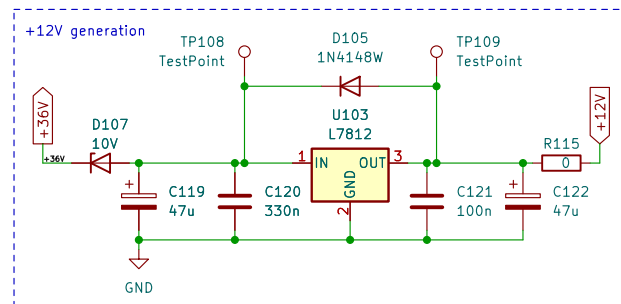 +12V generation
TP108
TestPoint
D105
1N4148W
TP109
TestPoint
+36V
+36V
D107
10V
U103
L7812
1
IN
OUT
3
GND
2
+12V
R115
0
+
C119
47u
C120
330n
C121
100n
+
C122
47u
GND